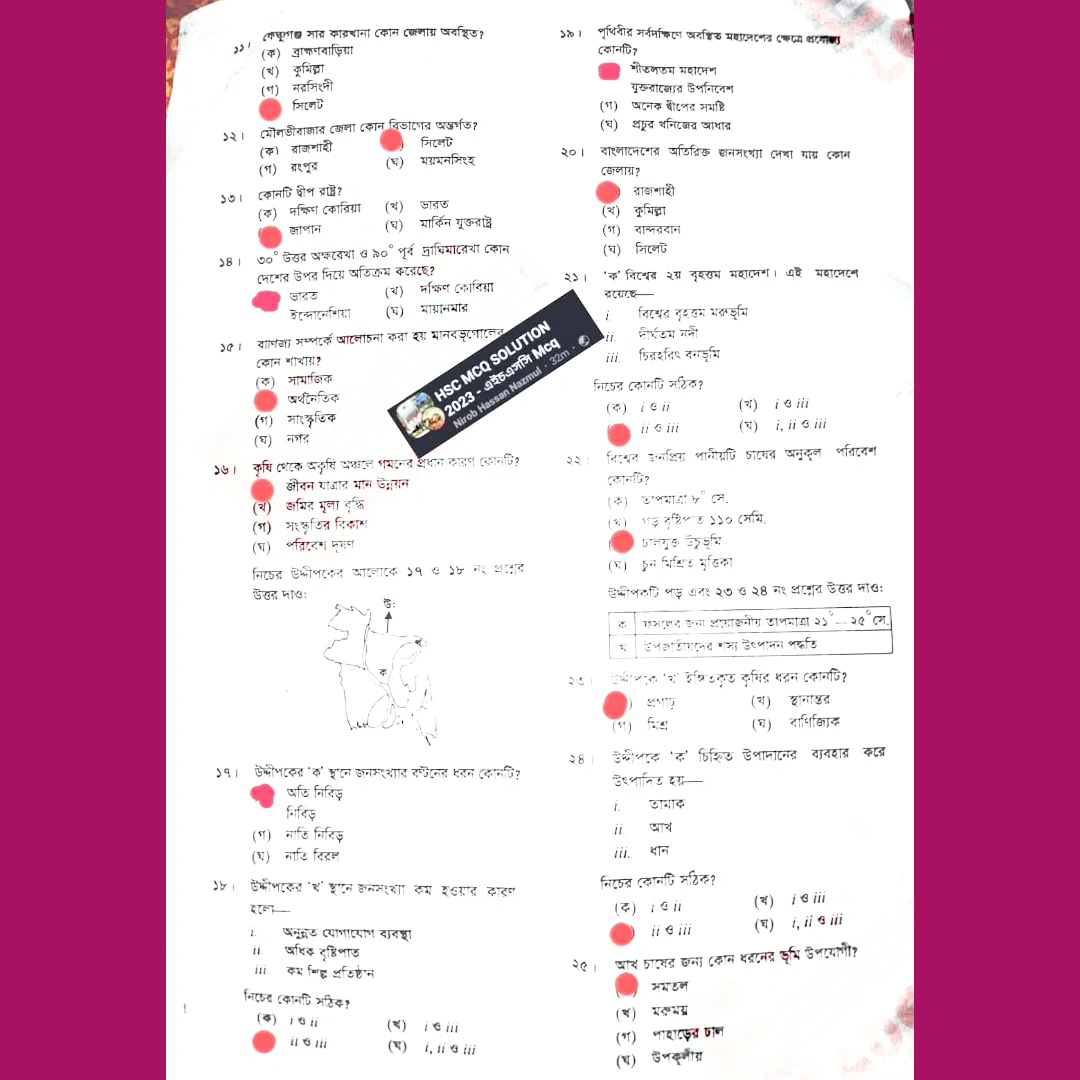 ১১। ফেঞ্চুগঞ্জ সার কারখানা কোন জেলায় অবস্থিত?
(ক) ব্রাহ্মণবাড়িয়া
(খ) কুমিল্লা
(গ) নরসিংদী
সিলেট
১২। মৌলভীবাজার জেলা কোন বিভাগের অন্তর্গত?
(ক) রাজশাহী ) সিলেট
(গ) রংপুর (ঘ) ময়মনসিংহ
১৩। কোনটি দ্বীপ রাষ্ট্র?
(ক) দক্ষিণ কোরিয়া (খ) ভারত
জাপান (ঘ) মার্কিন যুক্তরাষ্ট্র
১৪। ৩০° উত্তর অক্ষরেখা ও ৯০° পূর্ব দ্রাঘিমারেখা কোন
দেশের উপর দিয়ে অতিক্রম করেছে?
ভারত (খ) দক্ষিণ কোরিয়া
ইন্দোনেশিয়া (ঘ) মায়ানমার
১৫। বাণিজ্য সম্পর্কে আলোচনা করা হয় মানবভূগোলের
কোন শাখায়?
(ক) সামাজিক
অর্থনৈতিক
(গ) সাংস্কৃতিক
(ঘ) নগর
১৬। কৃষি থেকে অকৃষি অঞ্চলে গমনের প্রধান কারণ কোনটি?
জীবন যাত্রার মান উন্নয়ন
(খ) জমির মূল্য বৃদ্ধি
(গ) সংস্কৃতির বিকাশ
(ঘ) পরিবেশ দূষণ
নিচের উদ্দীপকের আলোকে ১৭ ও ১৮ নং প্রশ্নের
উত্তর দাও:
উ:
খ
ক
১৭। উদ্দীপকের 'ক' স্থানে জনসংখ্যার বণ্টনের ধরন কোনটি?
অতি নিবিড়
নিবিড়
(গ) নাতি নিবিড়
(ঘ) নাতি বিরল
১৮। উদ্দীপকের 'খ' স্থানে জনসংখ্যা কম হওয়ার কারণ
হলো—
i. অনুন্নত যোগাযোগ ব্যবস্থা
ii অধিক বৃষ্টিপাত
iii. কম শিল্প প্রতিষ্ঠান
নিচের কোনটি সঠিক?
(ক) i ও ii (খ) i ও iii
ii ও iii (ঘ) i, ii ও iii
HSC MCQ SOLUTION
2023 - এইচএসসি Mcq
Nirob Hassan Nazmul · 32m ·
১৯। পৃথিবীর সর্বদক্ষিণে অবস্থিত মহাদেশের ক্ষেত্রে প্রযোজ্য
কোনটি?
শীতলতম মহাদেশ
যুক্তরাজ্যের উপনিবেশ
(গ) অনেক দ্বীপের সমষ্টি
(ঘ) প্রচুর খনিজের আধার
২০। বাংলাদেশের অতিরিক্ত জনসংখ্যা দেখা যায় কোন
জেলায়?
রাজশাহী
(খ) কুমিল্লা
(গ) বান্দরবান
(ঘ) সিলেট
২১। 'ক' বিশ্বের ২য় বৃহত্তম মহাদেশ। এই মহাদেশে
রয়েছে—
i. বিশ্বের বৃহত্তম মরুভূমি
ii. দীর্ঘতম নদী
iii. চিরহরিৎ বনভূমি
নিচের কোনটি সঠিক?
(ক) i ও ii (খ) i ও iii
ii ও iii (ঘ) i, ii ও iii
২২। বিশ্বের জনপ্রিয় পানীয়টি চাষের অনুকূল পরিবেশ
কোনটি?
(ক) তাপমাত্রা ৮° সে.
(খ) গড় বৃষ্টিপাত ১১০ সেমি.
ঢালযুক্ত উঁচুভূমি
(ঘ) চুন মিশ্রিত মৃত্তিকা
উদ্দীপকটি পড় এবং ২৩ ও ২৪ নং প্রশ্নের উত্তর দাও:
ক ফসলের জন্য প্রয়োজনীয় তাপমাত্রা ২১°—২৫° সে.
খ উপজাতীয়দের শস্য উৎপাদন পদ্ধতি
২৩। উদ্দীপকে 'খ' ইঙ্গিতকৃত কৃষির ধরন কোনটি?
) প্রগাঢ় (খ) স্থানান্তর
(গ) মিশ্র (ঘ) বাণিজ্যিক
২৪। উদ্দীপকে 'ক' চিহ্নিত উপাদানের ব্যবহার করে
উৎপাদিত হয়—
i. তামাক
ii. আখ
iii. ধান
নিচের কোনটি সঠিক?
(ক) i ও ii (খ) i ও iii
) ii ও iii (ঘ) i, ii ও iii
২৫। আখ চাষের জন্য কোন ধরনের ভূমি উপযোগী?
সমতল
(খ) মরুময়
(গ) পাহাড়ের ঢাল
(ঘ) উপকূলীয়